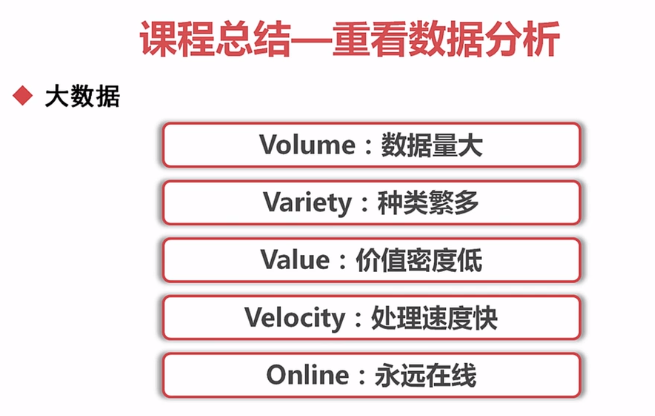 课程总结—重看数据分析
大数据
Volume：数据量大
Variety：种类繁多
Value：价值密度低
Velocity：处理速度快
Online：永远在线